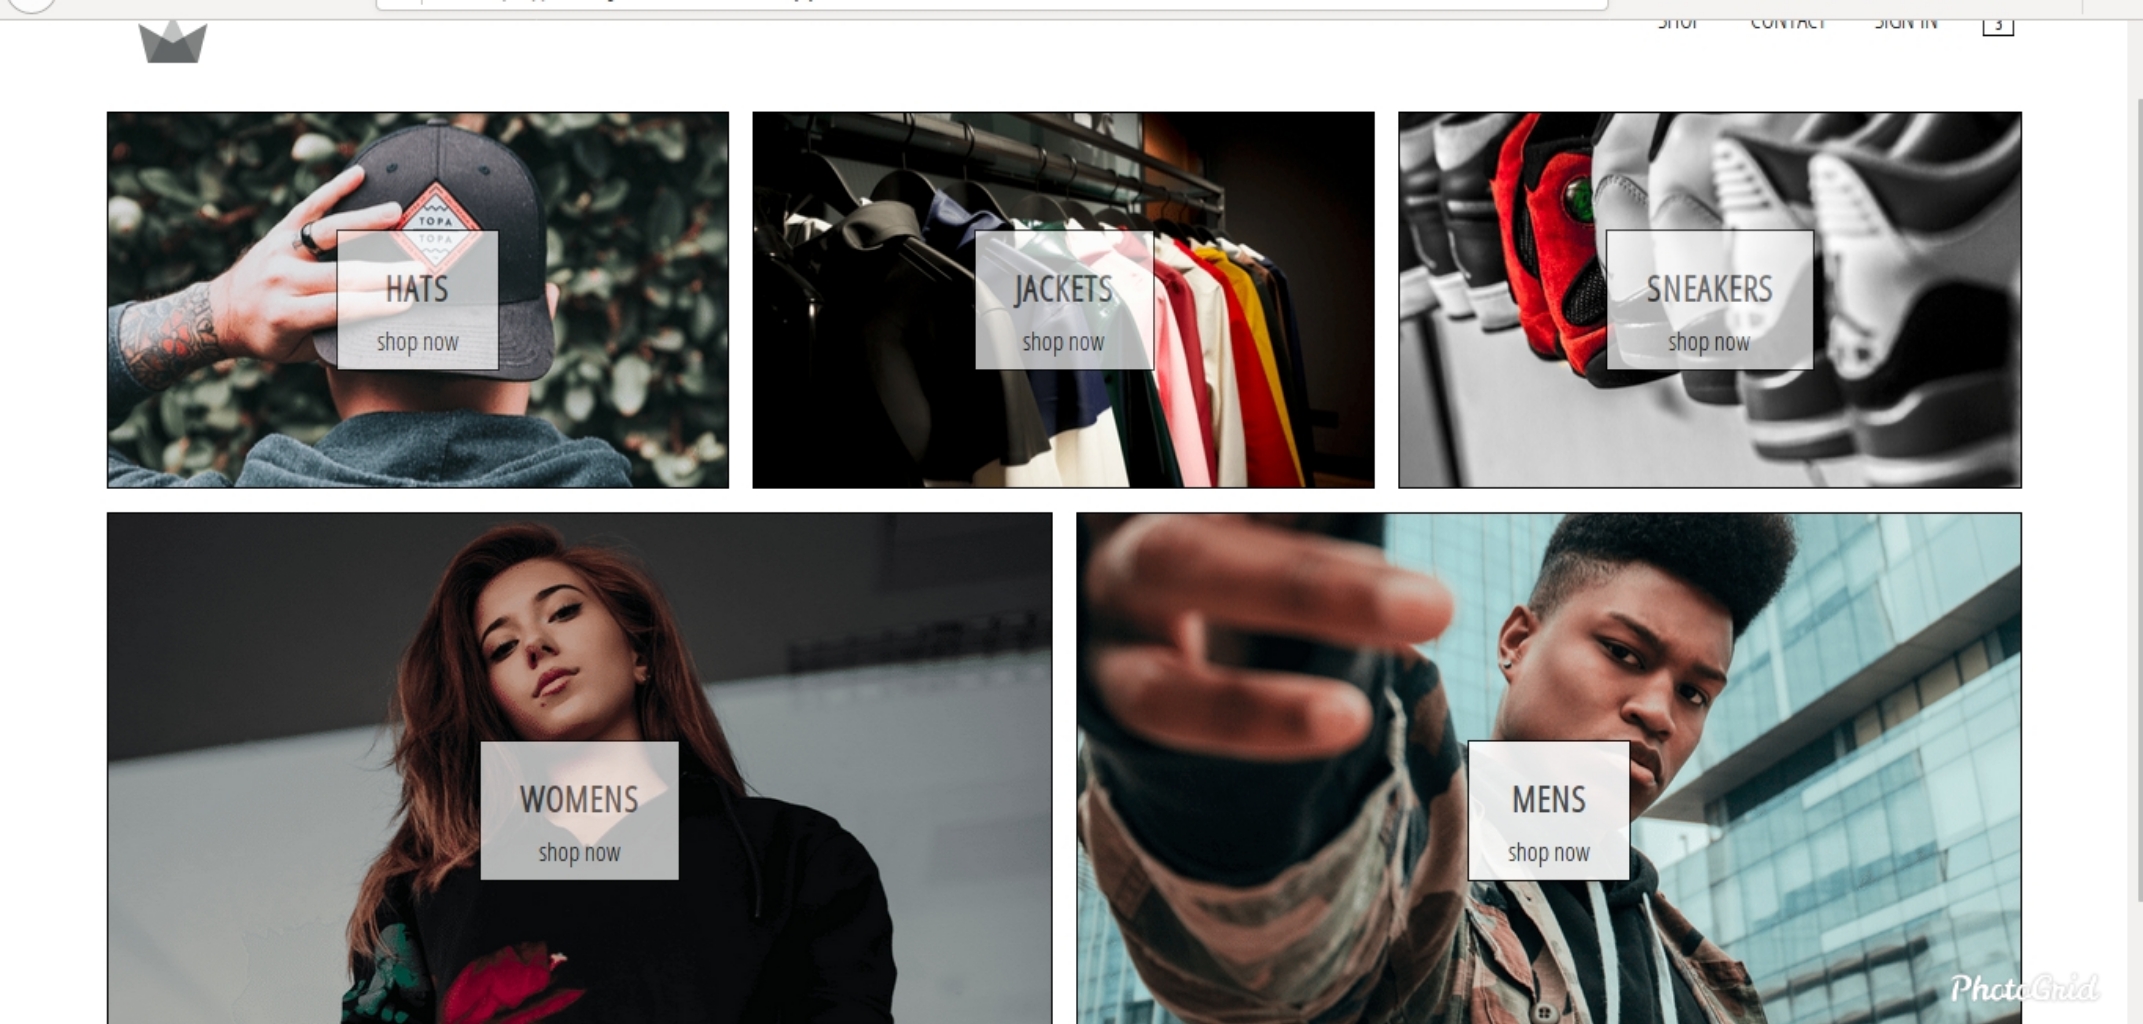 SHOP CONTACT SIGN IN 3
TOPA
TOPA
HATS
shop now
JACKETS
shop now
SNEAKERS
shop now
WOMENS
shop now
MENS
shop now
PhotoGrid